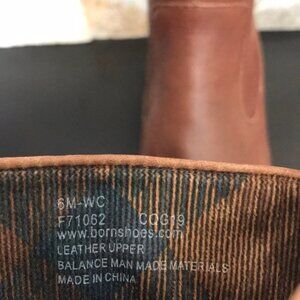 6M-WC
F71062 COG19
www.bornshoes.com
LEATHER UPPER
BALANCE MAN MADE MATERIALS
MADE IN CHINA